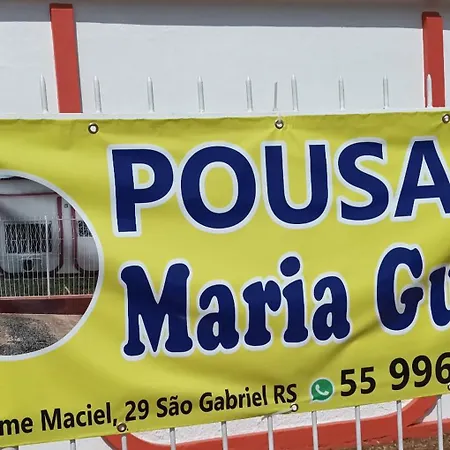 POUSA
Maria Gu
me Maciel, 29 São Gabriel RS 55 996